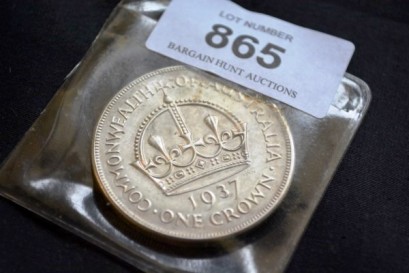 LOT NUMBER
865
BARGAIN HUNT AUCTIONS
COMMONWEALTH · OF · AUSTRALIA ·
1937
· ONE CROWN ·